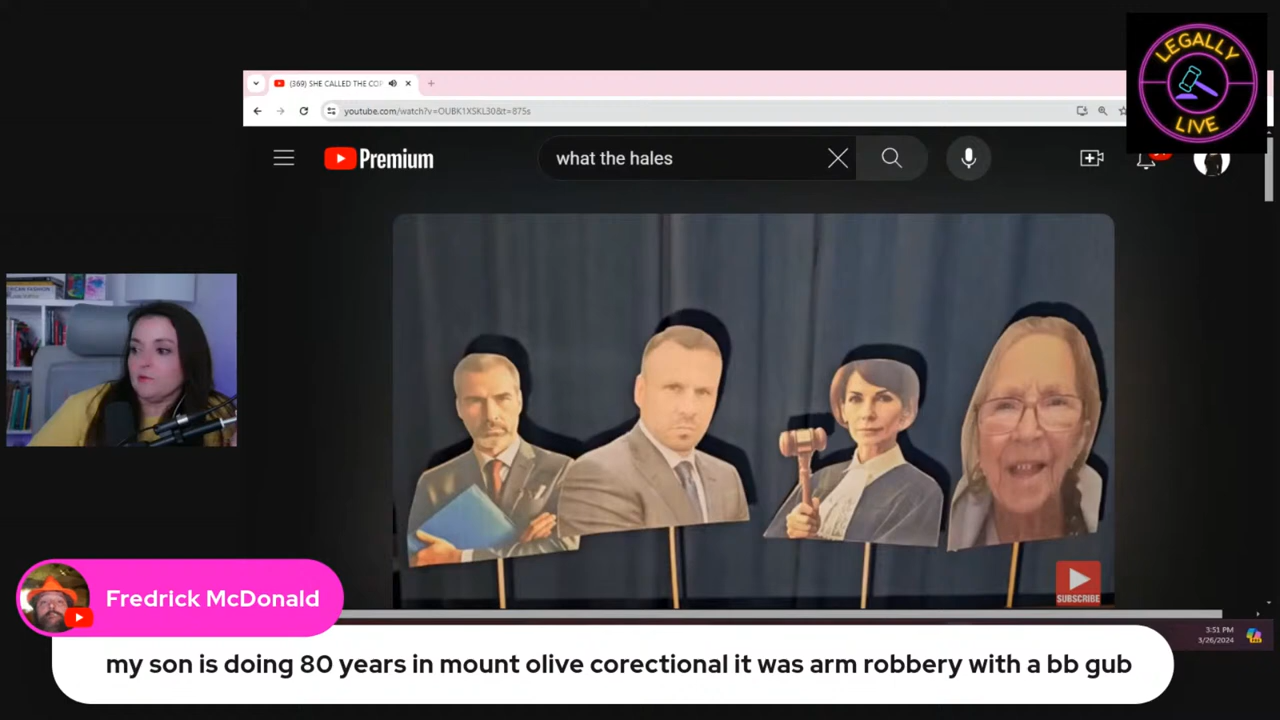 LEGALLY
LIVE
(369) SHE CALLED THE COP
youtube.com/watch?v=OUBK1XSKL30&t=875s
Premium
what the hales
SUBSCRIBE
3:51 PM
3/26/2024
Fredrick McDonald
my son is doing 80 years in mount olive corectional it was arm robbery with a bb gub